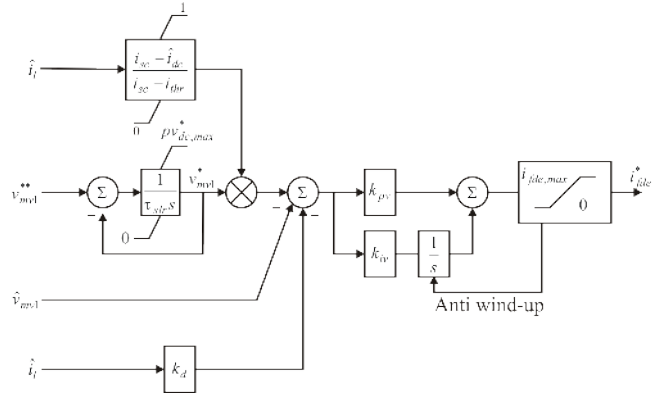 1
î_l
i_sc − î_dc
i_sc − i_thr
0
pv*_dc,max
v**_mvl
Σ
−
1
τ_slr s
v*_mvl
0
−
Σ
−
k_pv
Σ
i_fdc,max
0
i*_fdc
k_iv
1
s
Anti wind-up
v̂_mvl
î_l
k_d